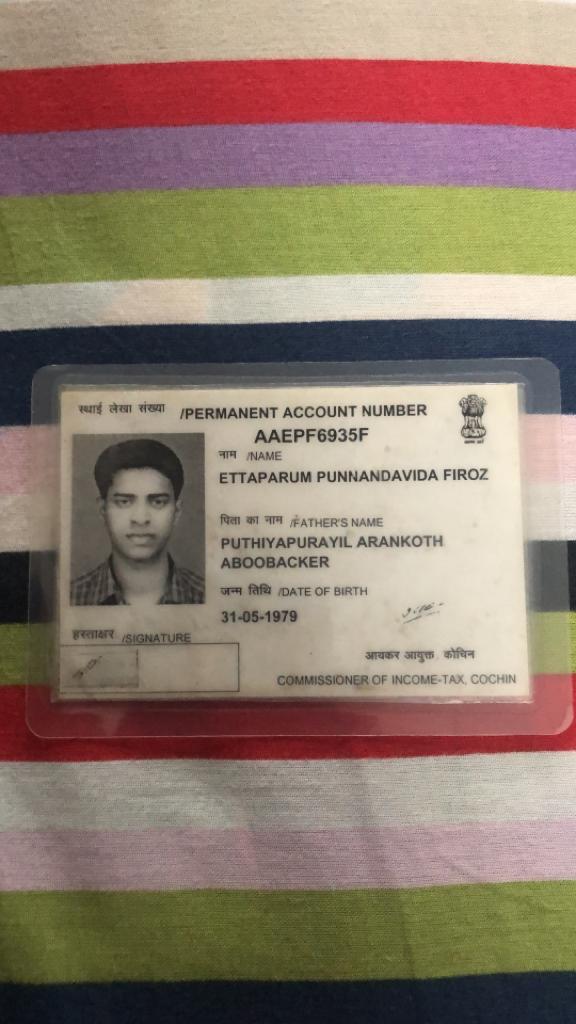 स्थाई लेखा संख्या /PERMANENT ACCOUNT NUMBER
AAEPF6935F
नाम /NAME
ETTAPARUM PUNNANDAVIDA FIROZ
पिता का नाम /FATHER'S NAME
PUTHIYAPURAYIL ARANKOTH
ABOOBACKER
जन्म तिथि /DATE OF BIRTH
31-05-1979
हस्ताक्षर /SIGNATURE
आयकर आयुक्त, कोचिन
COMMISSIONER OF INCOME-TAX, COCHIN